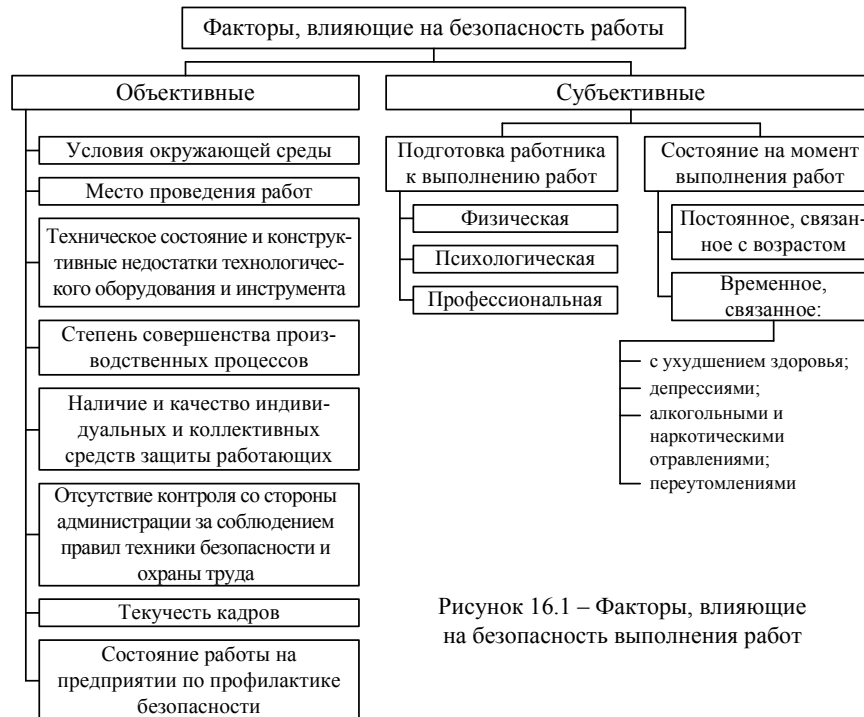 Факторы, влияющие на безопасность работы
Объективные
Условия окружающей среды
Место проведения работ
Техническое состояние и конструк-
тивные недостатки технологичес-
кого оборудования и инструмента
Степень совершенства произ-
водственных процессов
Наличие и качество индиви-
дуальных и коллективных
средств защиты работающих
Отсутствие контроля со стороны
администрации за соблюдением
правил техники безопасности и
охраны труда
Текучесть кадров
Состояние работы на
предприятии по профилактике
безопасности
Субъективные
Подготовка работника
к выполнению работ
Физическая
Психологическая
Профессиональная
Состояние на момент
выполнения работ
Постоянное, связан-
ное с возрастом
Временное,
связанное:
с ухудшением здоровья;
депрессиями;
алкогольными и
наркотическими
отравлениями;
переутомлениями
Рисунок 16.1 – Факторы, влияющие
на безопасность выполнения работ